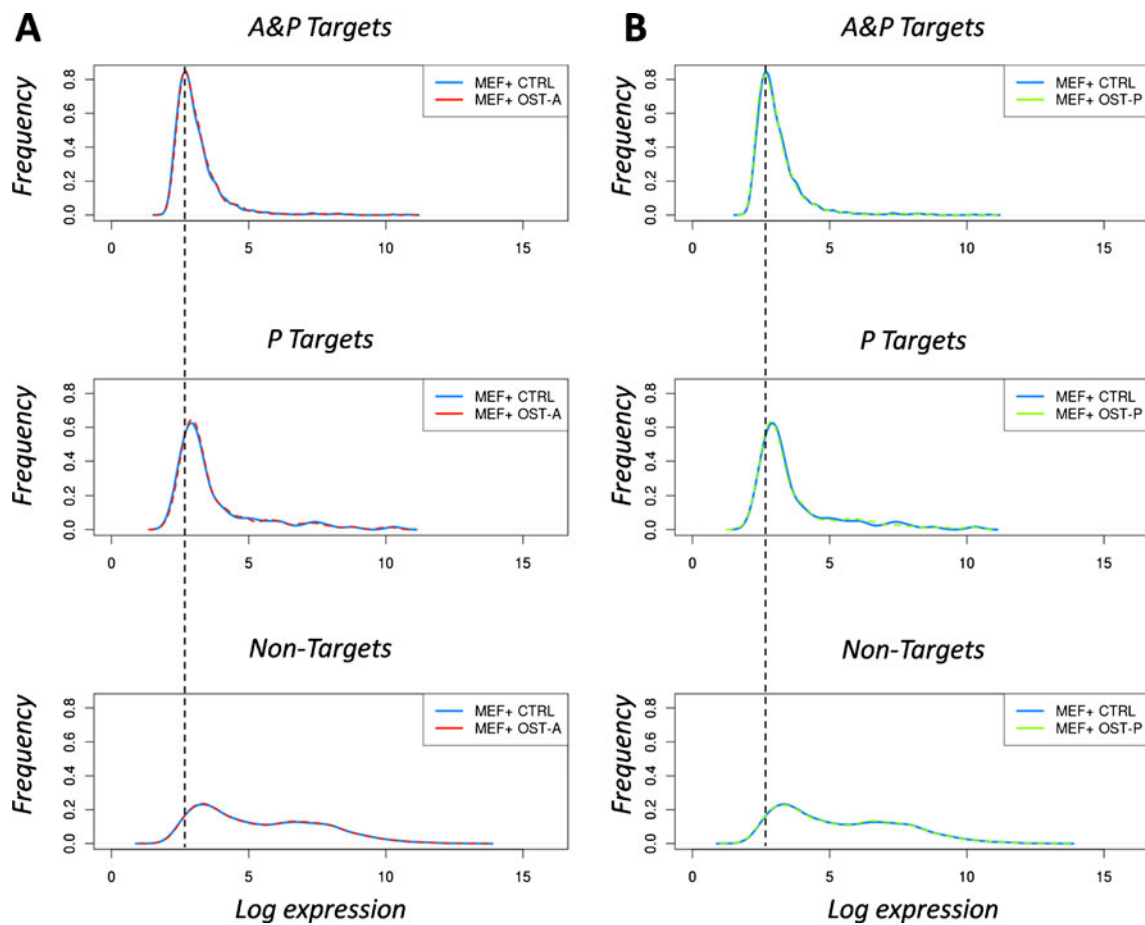 A
A&P Targets
Frequency
0.0 0.2 0.4 0.6 0.8
MEF+ CTRL
MEF+ OST-A
0 5 10 15
P Targets
Frequency
0.0 0.2 0.4 0.6 0.8
MEF+ CTRL
MEF+ OST-A
0 5 10 15
Non-Targets
Frequency
0.0 0.2 0.4 0.6 0.8
MEF+ CTRL
MEF+ OST-A
0 5 10 15
Log expression
B
A&P Targets
Frequency
0.0 0.2 0.4 0.6 0.8
MEF+ CTRL
MEF+ OST-P
0 5 10 15
P Targets
Frequency
0.0 0.2 0.4 0.6 0.8
MEF+ CTRL
MEF+ OST-P
0 5 10 15
Non-Targets
Frequency
0.0 0.2 0.4 0.6 0.8
MEF+ CTRL
MEF+ OST-P
0 5 10 15
Log expression